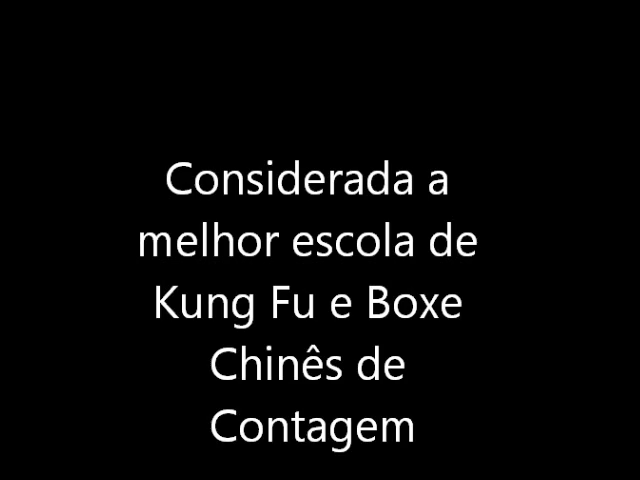 Considerada a
melhor escola de
Kung Fu e Boxe
Chinês de
Contagem